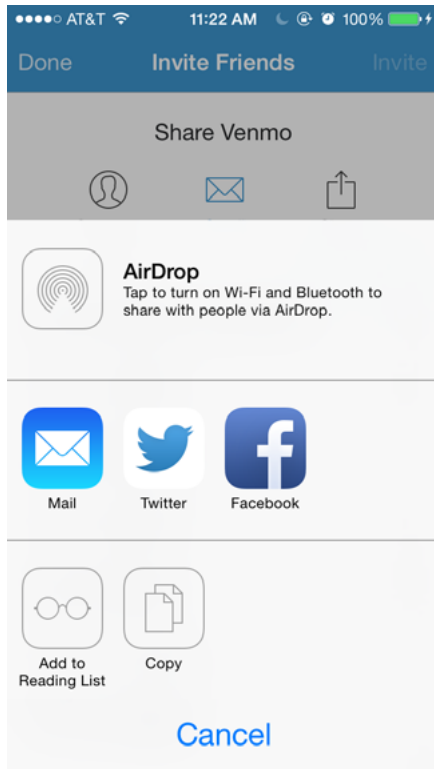 AT&T 11:22 AM 100%
Done Invite Friends Invite
Share Venmo
AirDrop
Tap to turn on Wi-Fi and Bluetooth to
share with people via AirDrop.
Mail Twitter Facebook
Add to
Reading List
Copy
Cancel